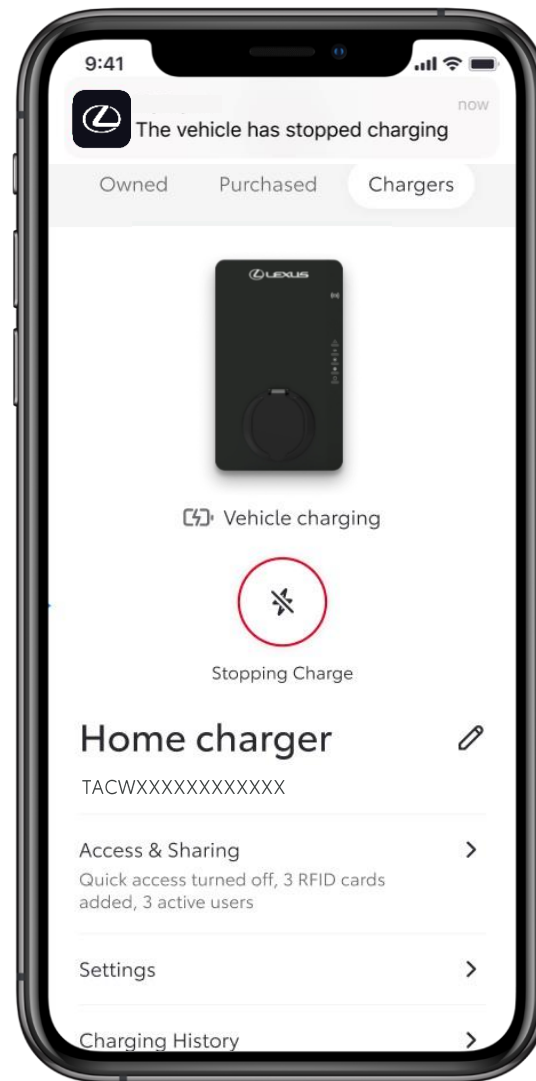 9:41
now
The vehicle has stopped charging
Owned Purchased Chargers
LEXUS
Vehicle charging
Stopping Charge
Home charger
TACWXXXXXXXXXXXX
Access & Sharing
Quick access turned off, 3 RFID cards
added, 3 active users
Settings
Charging History